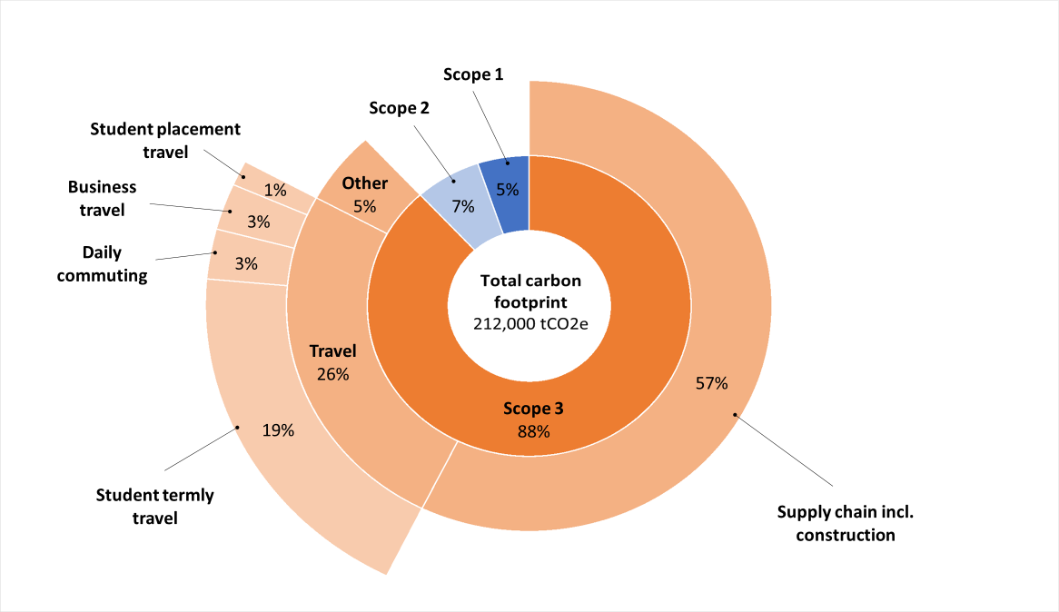 Scope 1
Scope 2
Student placement
travel
Business
travel
Daily
commuting
1%
3%
3%
Other
5%
7%
5%
Total carbon
footprint
212,000 tCO2e
Travel
26%
57%
Scope 3
88%
19%
Student termly
travel
Supply chain incl.
construction